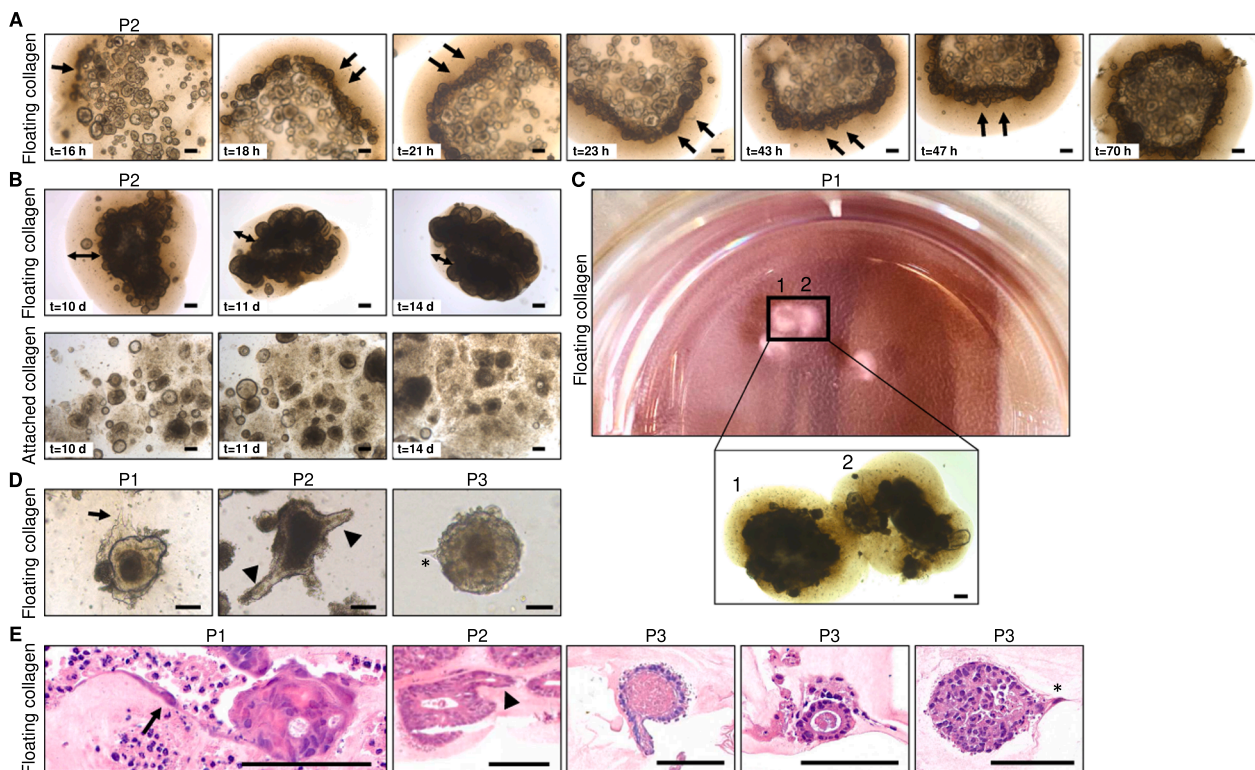 A
P2
Floating collagen
t=16 h
t=18 h
t=21 h
t=23 h
t=43 h
t=47 h
t=70 h
B
P2
Floating collagen
t=10 d
t=11 d
t=14 d
Attached collagen
t=10 d
t=11 d
t=14 d
C
P1
Floating collagen
1 2
1
2
D
P1
P2
P3
Floating collagen
*
E
P1
P2
P3
P3
P3
Floating collagen
*